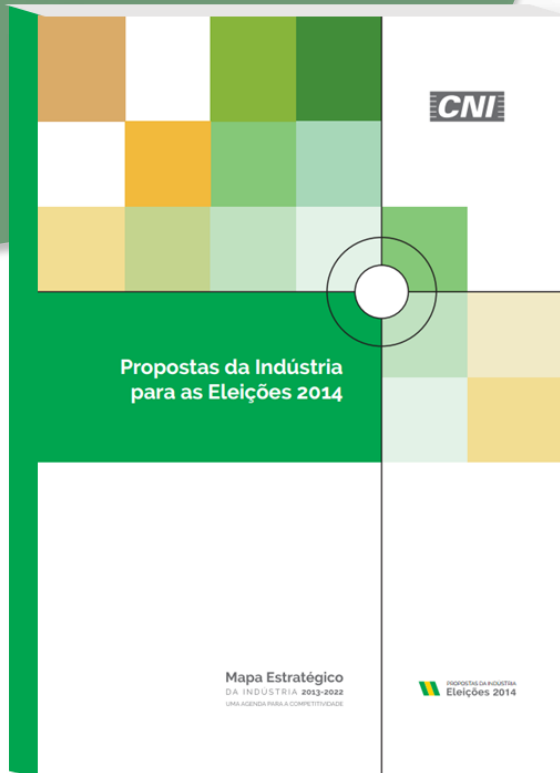 CNI
Propostas da Indústria
para as Eleições 2014
Mapa Estratégico
DA INDÚSTRIA 2013-2022
UMA AGENDA PARA A COMPETITIVIDADE
PROPOSTAS DA INDÚSTRIA
Eleições 2014